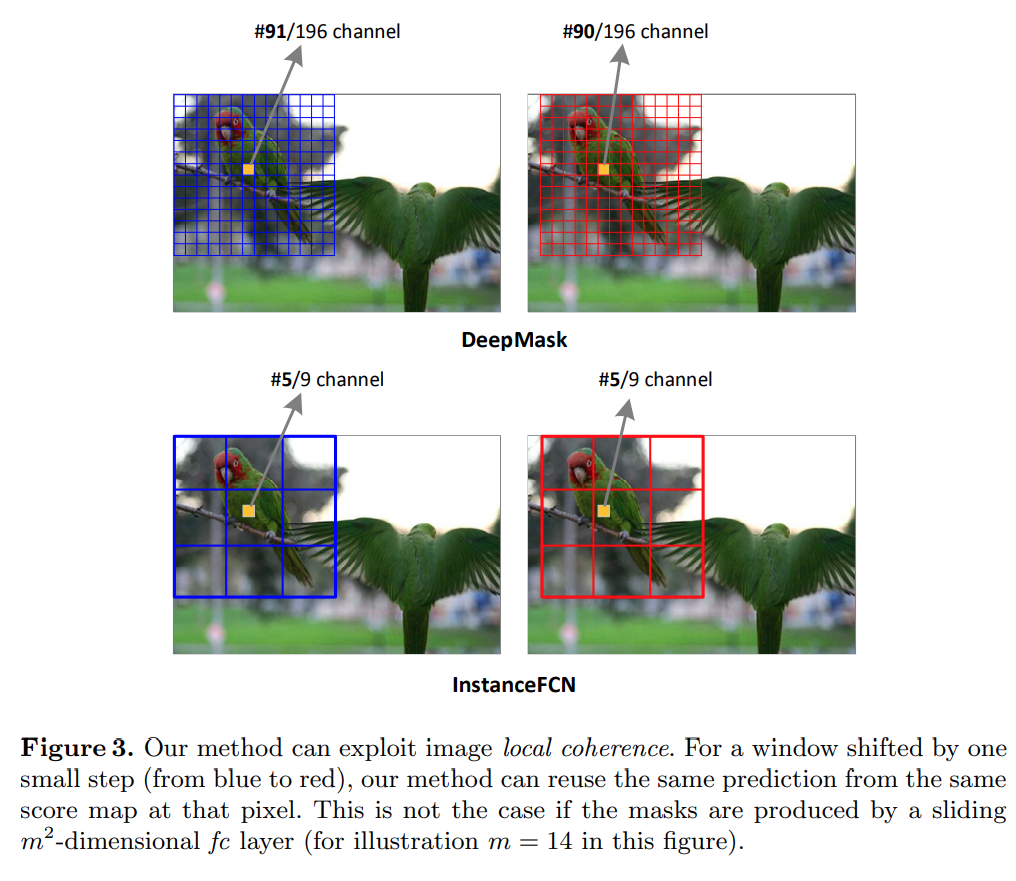 #91/196 channel
#90/196 channel
DeepMask
#5/9 channel
#5/9 channel
InstanceFCN
Figure 3. Our method can exploit image local coherence. For a window shifted by one
small step (from blue to red), our method can reuse the same prediction from the same
score map at that pixel. This is not the case if the masks are produced by a sliding
m²-dimensional fc layer (for illustration m = 14 in this figure).